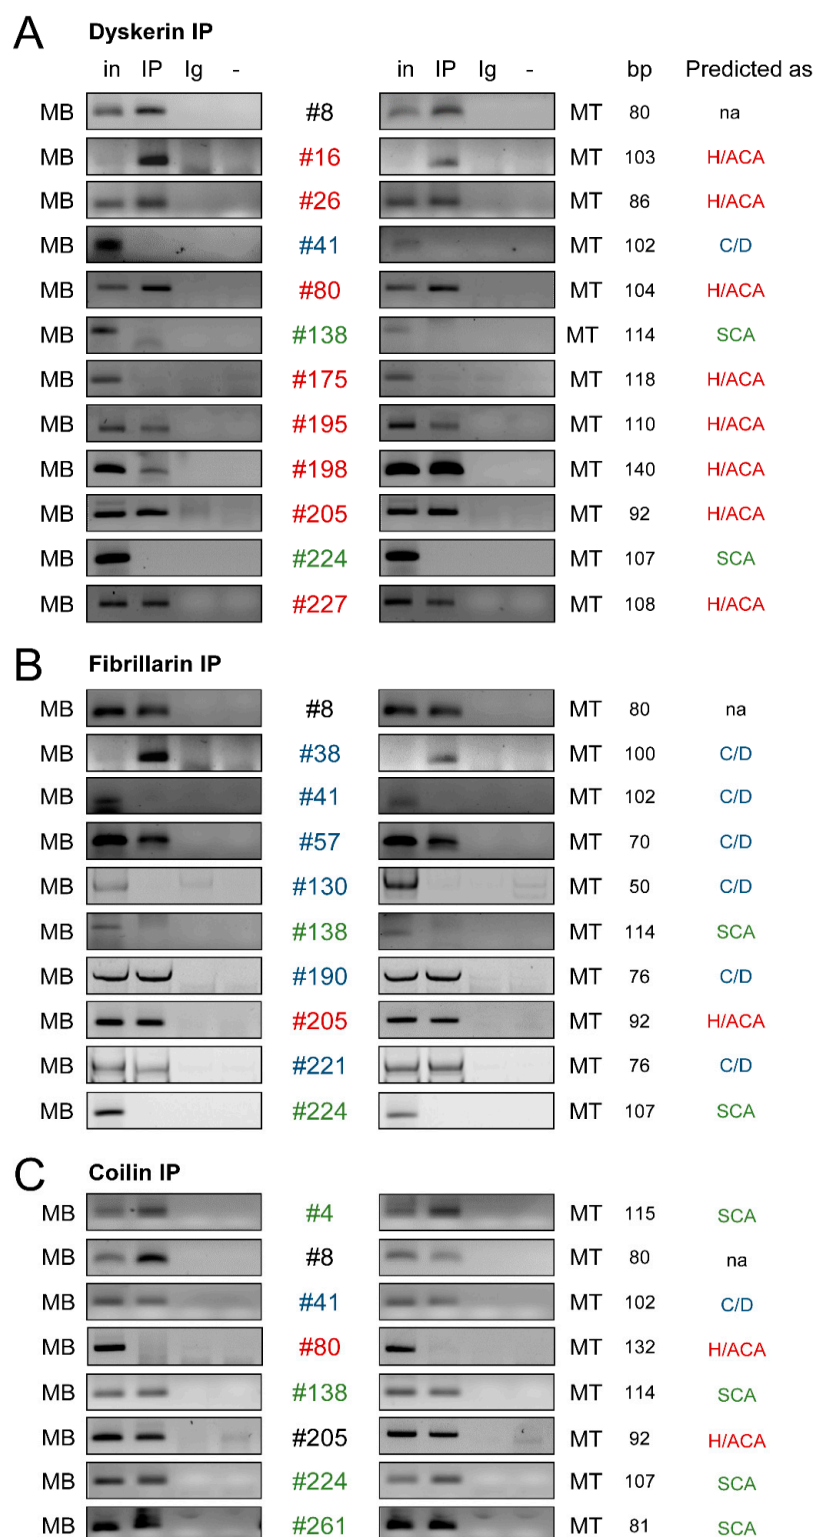 A Dyskerin IP
in IP Ig - in IP Ig - bp Predicted as
MB #8 MT 80 na
MB #16 MT 103 H/ACA
MB #26 MT 86 H/ACA
MB #41 MT 102 C/D
MB #80 MT 104 H/ACA
MB #138 MT 114 SCA
MB #175 MT 118 H/ACA
MB #195 MT 110 H/ACA
MB #198 MT 140 H/ACA
MB #205 MT 92 H/ACA
MB #224 MT 107 SCA
MB #227 MT 108 H/ACA
B Fibrillarin IP
MB #8 MT 80 na
MB #38 MT 100 C/D
MB #41 MT 102 C/D
MB #57 MT 70 C/D
MB #130 MT 50 C/D
MB #138 MT 114 SCA
MB #190 MT 76 C/D
MB #205 MT 92 H/ACA
MB #221 MT 76 C/D
MB #224 MT 107 SCA
C Coilin IP
MB #4 MT 115 SCA
MB #8 MT 80 na
MB #41 MT 102 C/D
MB #80 MT 132 H/ACA
MB #138 MT 114 SCA
MB #205 MT 92 H/ACA
MB #224 MT 107 SCA
MB #261 MT 81 SCA